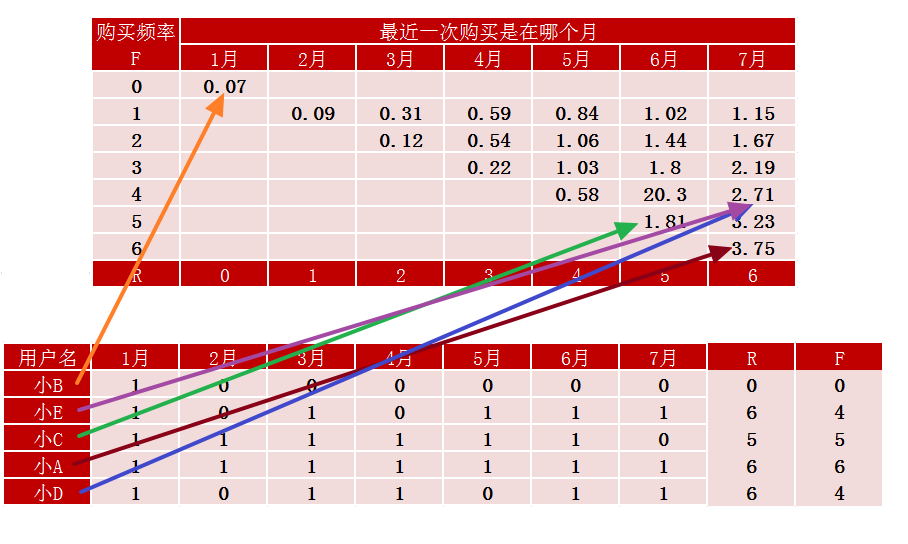 购买频率 最近一次购买是在哪个月
F 1月 2月 3月 4月 5月 6月 7月
0 0.07
1 0.09 0.31 0.59 0.84 1.02 1.15
2 0.12 0.54 1.06 1.44 1.67
3 0.22 1.03 1.8 2.19
4 0.58 20.3 2.71
5 1.81 3.23
6 3.75
R 0 1 2 3 4 5 6
用户名 1月 2月 3月 4月 5月 6月 7月 R F
小B 1 0 0 0 0 0 0 0 0
小E 1 0 1 0 1 1 1 6 4
小C 1 1 1 1 1 1 0 5 5
小A 1 1 1 1 1 1 1 6 6
小D 1 0 1 1 0 1 1 6 4